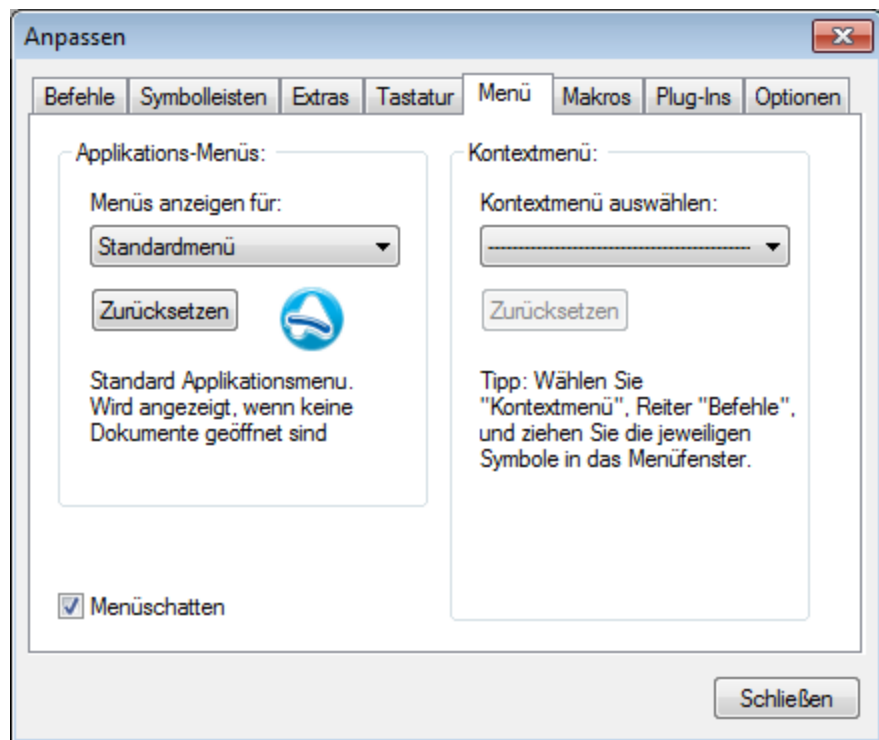 Anpassen
Befehle Symbolleisten Extras Tastatur Menü Makros Plug-Ins Optionen
Applikations-Menüs:
Menüs anzeigen für:
Standardmenü
Zurücksetzen
Standard Applikationsmenu.
Wird angezeigt, wenn keine
Dokumente geöffnet sind
Kontextmenü:
Kontextmenü auswählen:
Zurücksetzen
Tipp: Wählen Sie
"Kontextmenü", Reiter "Befehle",
und ziehen Sie die jeweiligen
Symbole in das Menüfenster.
Menüschatten
Schließen